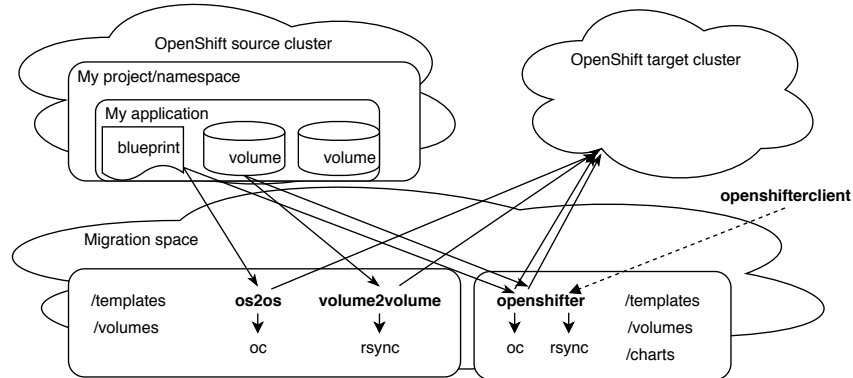 OpenShift source cluster
OpenShift target cluster
My project/namespace
My application
blueprint
volume
volume
openshifterclient
Migration space
/templates
os2os
volume2volume
openshifter
/templates
/volumes
/volumes
oc
rsync
oc
rsync
/charts